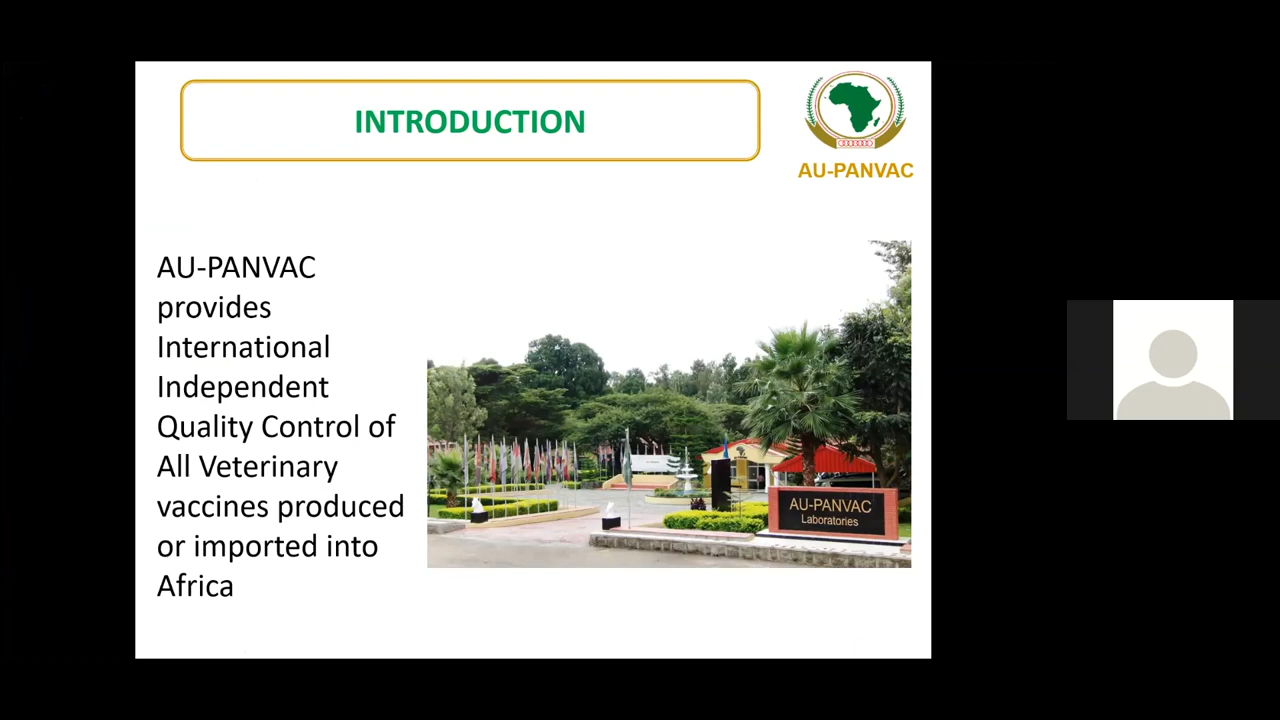 INTRODUCTION
AU-PANVAC
AU-PANVAC
provides
International
Independent
Quality Control of
All Veterinary
vaccines produced
or imported into
Africa
AU-PANVAC
Laboratories